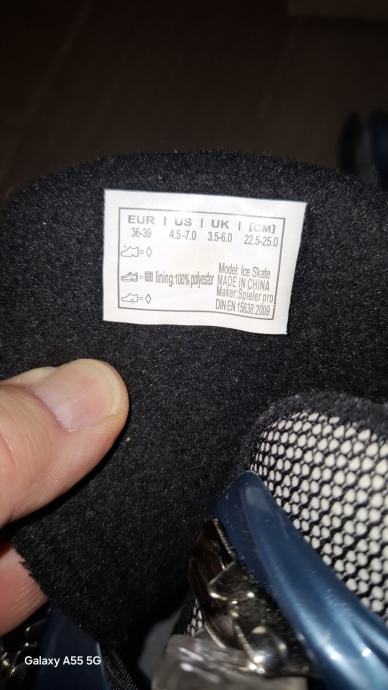 EUR | US | UK | [CM]
36-39 4.5-7.0 3.5-6.0 22.5-25.0
=◇
= lining:100% polyester
=◇
Model: Ice Skate
MADE IN CHINA
Maker:Spieler pro
DIN EN 15638:2009
Galaxy A55 5G